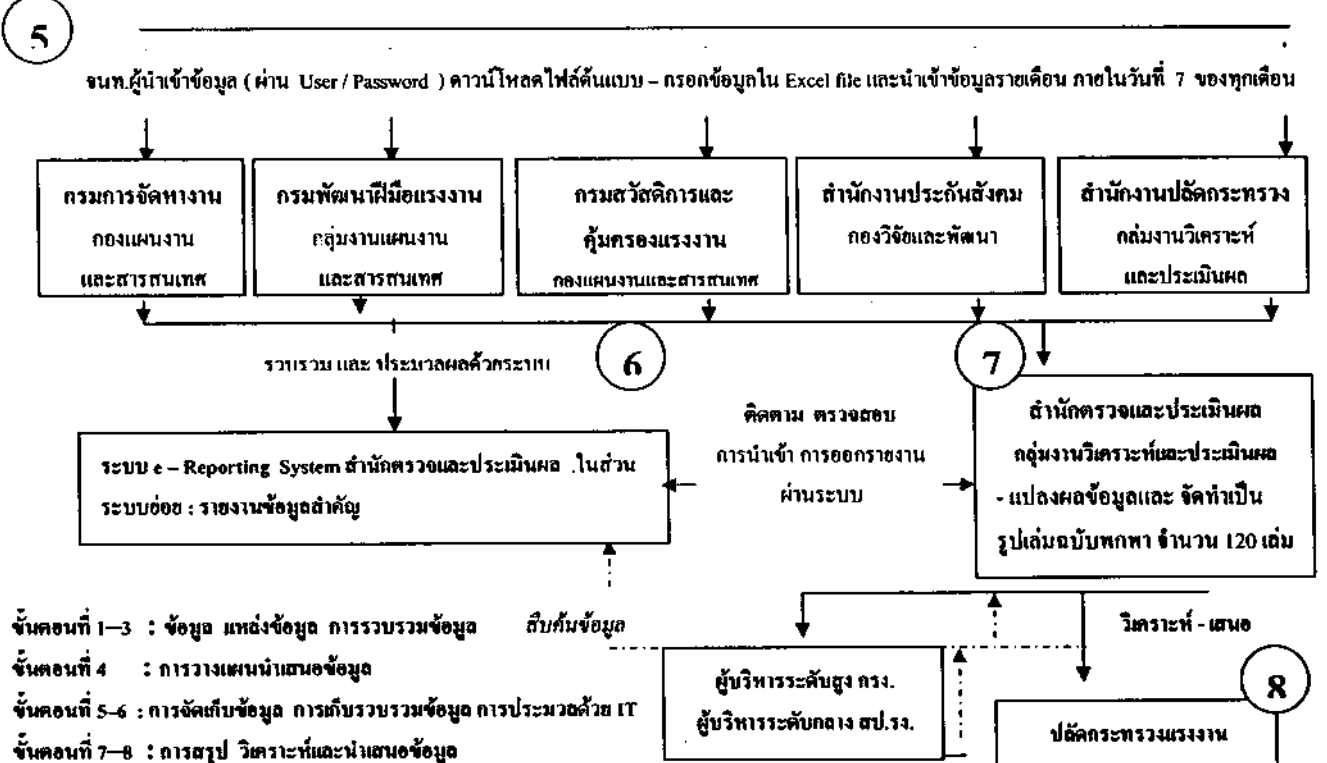 5
จนท.ผู้นำเข้าข้อมูล ( ผ่าน User / Password ) ดาวน์โหลดไฟล์ต้นแบบ – กรอกข้อมูลใน Excel file และนำเข้าข้อมูลรายเดือน ภายในวันที่ 7 ของทุกเดือน
กรมการจัดหางาน
กองแผนงาน
และสารสนเทศ
กรมพัฒนาฝีมือแรงงาน
กลุ่มงานแผนงาน
และสารสนเทศ
กรมสวัสดิการและ
คุ้มครองแรงงาน
กองแผนงานและสารสนเทศ
สำนักงานประกันสังคม
กองวิจัยและพัฒนา
สำนักงานปลัดกระทรวง
กลุ่มงานวิเคราะห์
และประเมินผล
รวบรวม และ ประมวลผลด้วยระบบ
6
7
ระบบ e – Reporting System สำนักตรวจและประเมินผล .ในส่วน
ระบบย่อย : รายงานข้อมูลสำคัญ
ติดตาม ตรวจสอบ
การนำเข้า การออกรายงาน
ผ่านระบบ
สำนักตรวจและประเมินผล
กลุ่มงานวิเคราะห์และประเมินผล
- แปลงผลข้อมูลและ จัดทำเป็น
รูปเล่มฉบับพกพา จำนวน 120 เล่ม
ขั้นตอนที่ 1–3 : ข้อมูล แหล่งข้อมูล การรวบรวมข้อมูล
ขั้นตอนที่ 4 : การวางแผนนำเสนอข้อมูล
ขั้นตอนที่ 5–6 : การจัดเก็บข้อมูล การเก็บรวบรวมข้อมูล การประมวลด้วย IT
ขั้นตอนที่ 7–8 : การสรุป วิเคราะห์และนำเสนอข้อมูล
สืบค้นข้อมูล
วิเคราะห์ - เสนอ
ผู้บริหารระดับสูง กรง.
ผู้บริหารระดับกลาง สป.รง.
8
ปลัดกระทรวงแรงงาน